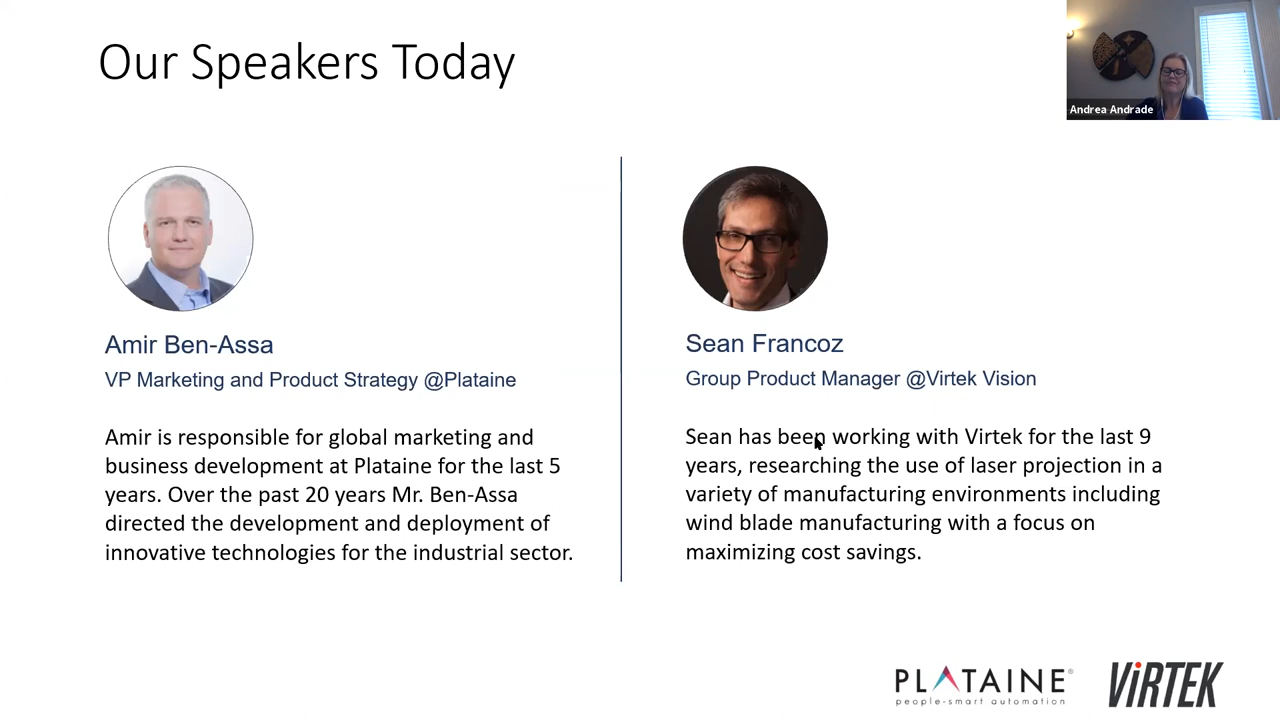 Our Speakers Today
Andrea Andrade
Amir Ben-Assa
VP Marketing and Product Strategy @Plataine
Amir is responsible for global marketing and
business development at Plataine for the last 5
years. Over the past 20 years Mr. Ben-Assa
directed the development and deployment of
innovative technologies for the industrial sector.
Sean Francoz
Group Product Manager @Virtek Vision
Sean has been working with Virtek for the last 9
years, researching the use of laser projection in a
variety of manufacturing environments including
wind blade manufacturing with a focus on
maximizing cost savings.
PLATAINE®
people-smart automation
ViRTEK